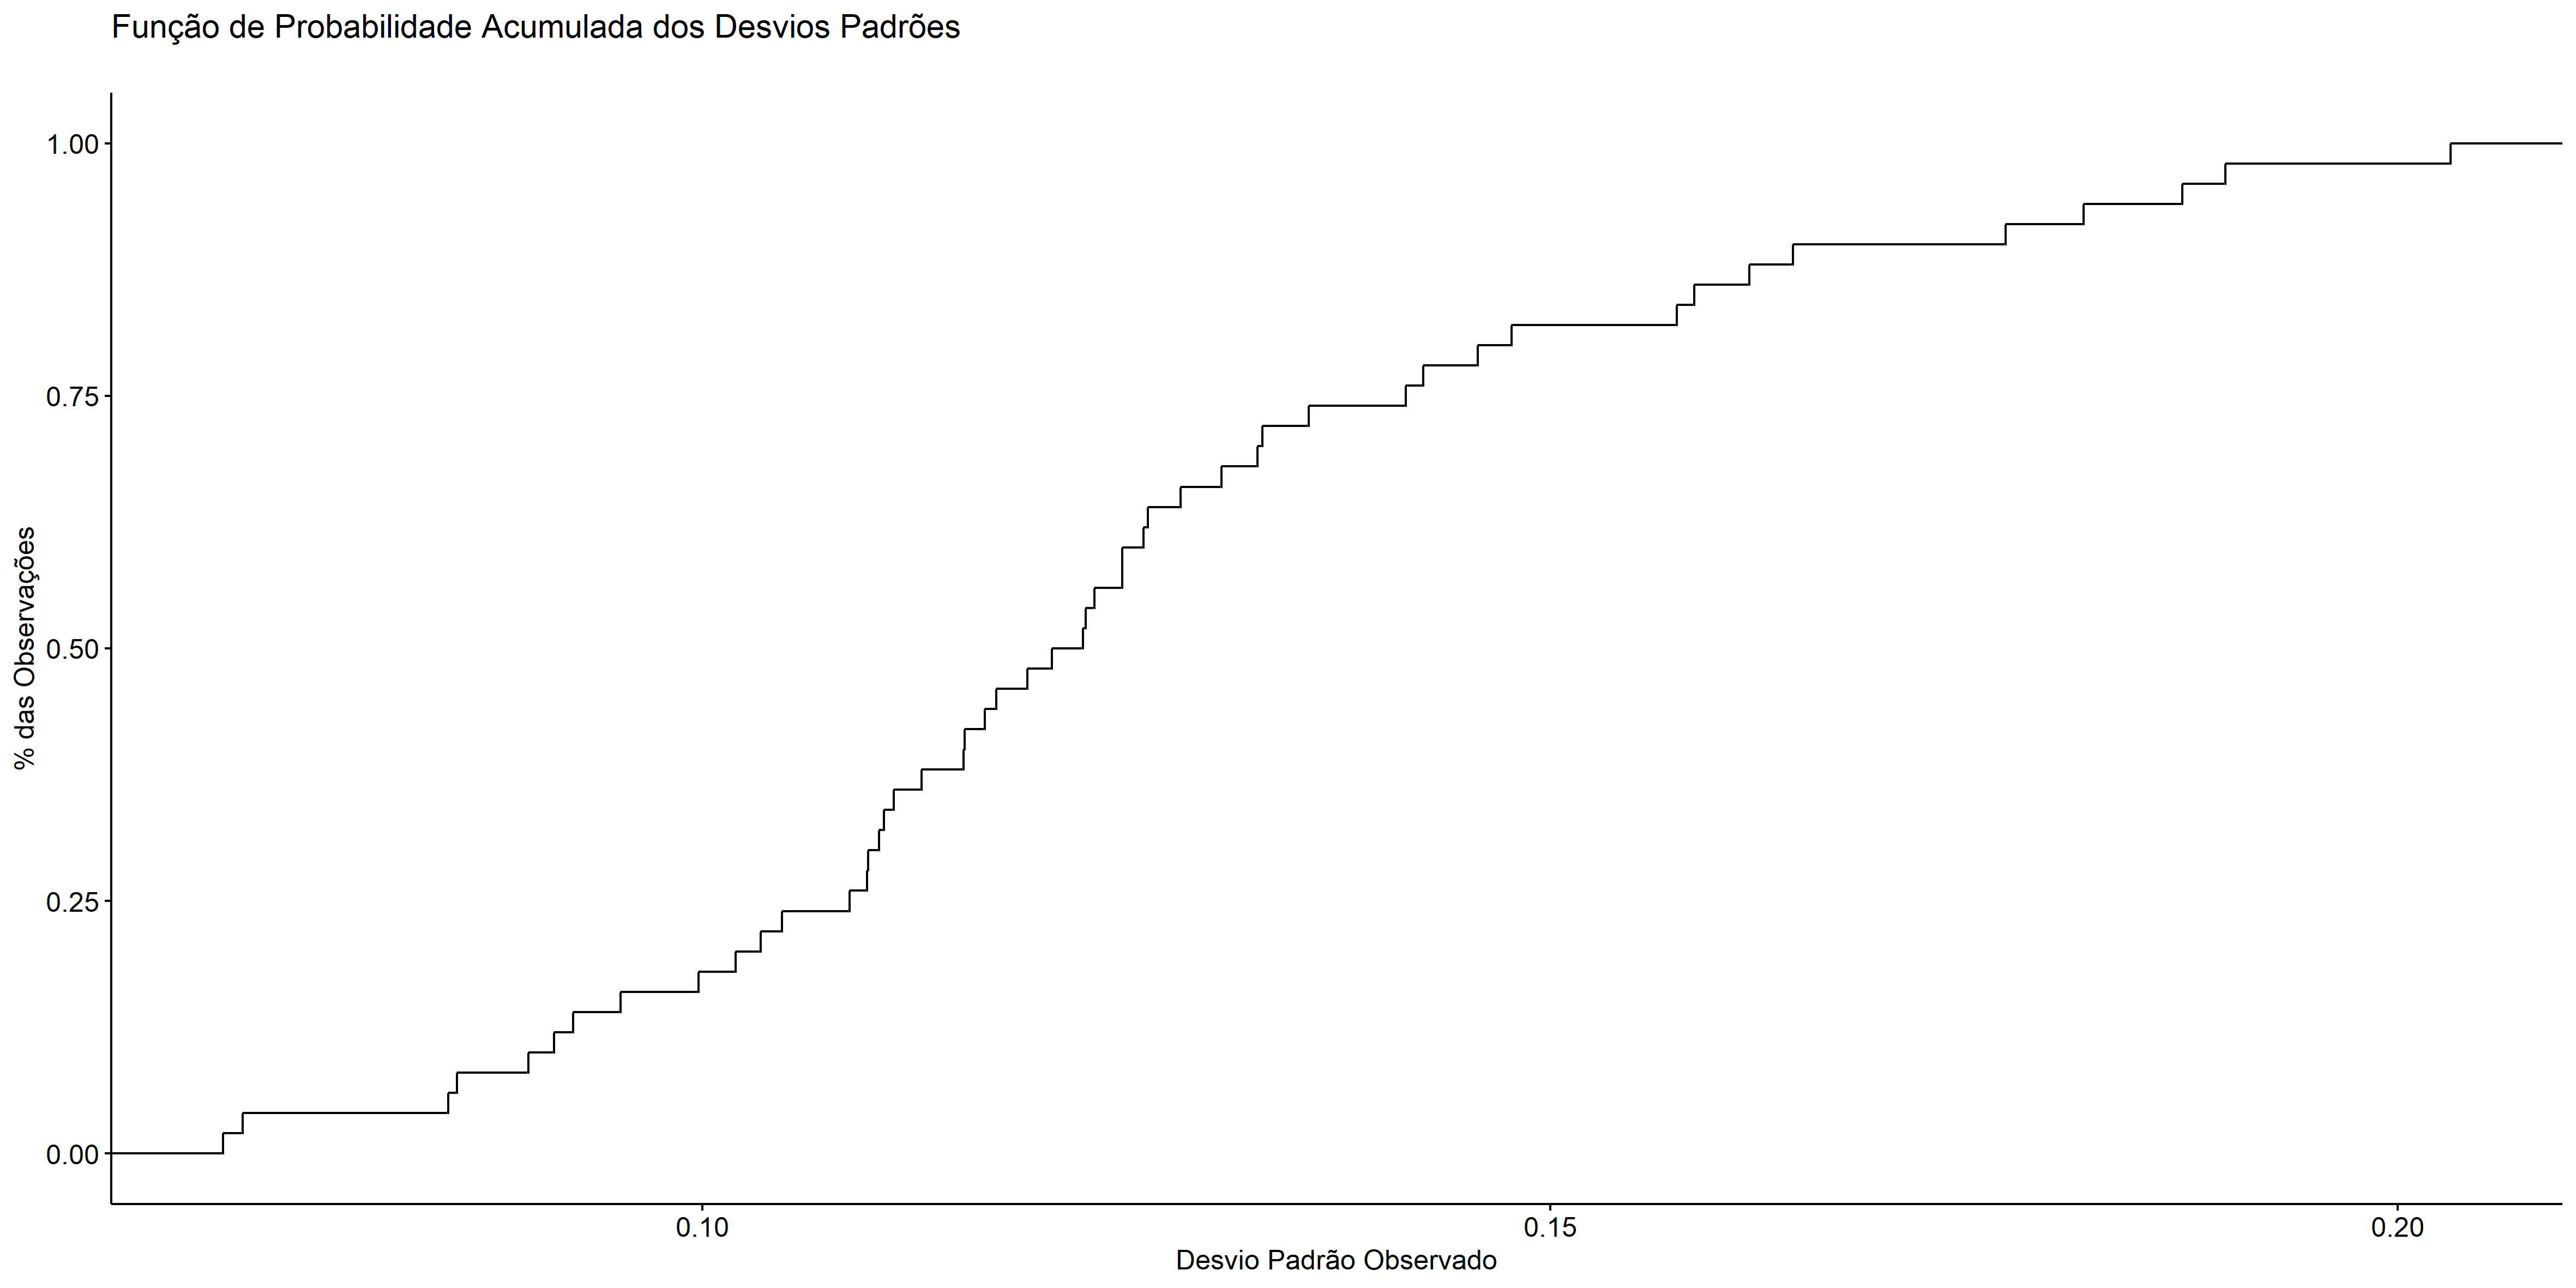 Função de Probabilidade Acumulada dos Desvios Padrões
1.00
0.75
0.50
0.25
0.00
% das Observações
0.10
0.15
0.20
Desvio Padrão Observado